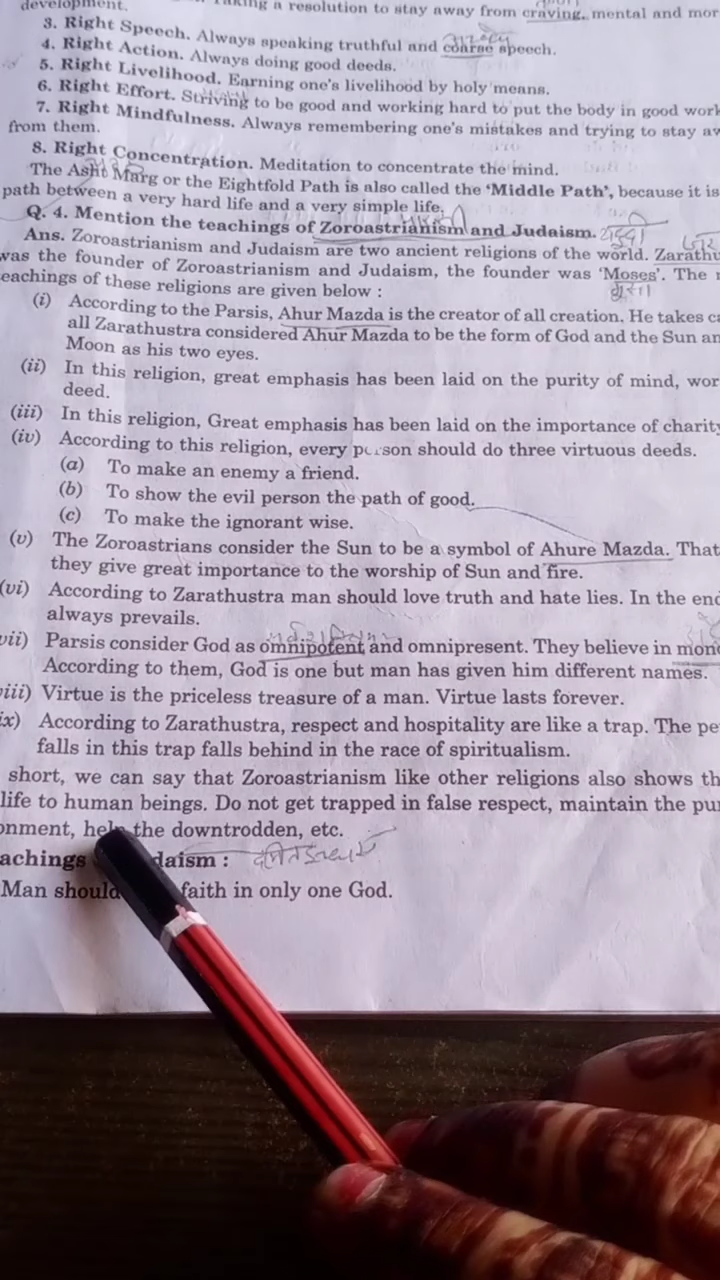 development.
a resolution to stay away from craving, mental and mor
3. Right Speech. Always speaking truthful and coarse speech.
4. Right Action. Always doing good deeds.
5. Right Livelihood. Earning one's livelihood by holy means.
6. Right Effort. Striving to be good and working hard to put the body in good work
7. Right Mindfulness. Always remembering one's mistakes and trying to stay aw
from them.
8. Right Concentration. Meditation to concentrate the mind.
The Asht Marg or the Eightfold Path is also called the 'Middle Path', because it is
path between a very hard life and a very simple life.
Q. 4. Mention the teachings of Zoroastrianism and Judaism.
Ans. Zoroastrianism and Judaism are two ancient religions of the world. Zarathu
was the founder of Zoroastrianism and Judaism, the founder was 'Moses'. The
मूसा
eachings of these religions are given below :
(i) According to the Parsis, Ahur Mazda is the creator of all creation. He takes ca
all Zarathustra considered Ahur Mazda to be the form of God and the Sun an
Moon as his two eyes.
(ii) In this religion, great emphasis has been laid on the purity of mind, wor
deed.
(iii) In this religion, Great emphasis has been laid on the importance of charity
(iv) According to this religion, every person should do three virtuous deeds.
(a) To make an enemy a friend.
(b) To show the evil person the path of good.
(c) To make the ignorant wise.
(v) The Zoroastrians consider the Sun to be a symbol of Ahure Mazda. That
they give great importance to the worship of Sun and fire.
(vi) According to Zarathustra man should love truth and hate lies. In the end
always prevails.
vii) Parsis consider God as omnipotent and omnipresent. They believe in mono
According to them, God is one but man has given him different names.
viii) Virtue is the priceless treasure of a man. Virtue lasts forever.
ix) According to Zarathustra, respect and hospitality are like a trap. The pe
falls in this trap falls behind in the race of spiritualism.
short, we can say that Zoroastrianism like other religions also shows th
life to human beings. Do not get trapped in false respect, maintain the pur
onment, help the downtrodden, etc.
achings daism :
Man should faith in only one God.